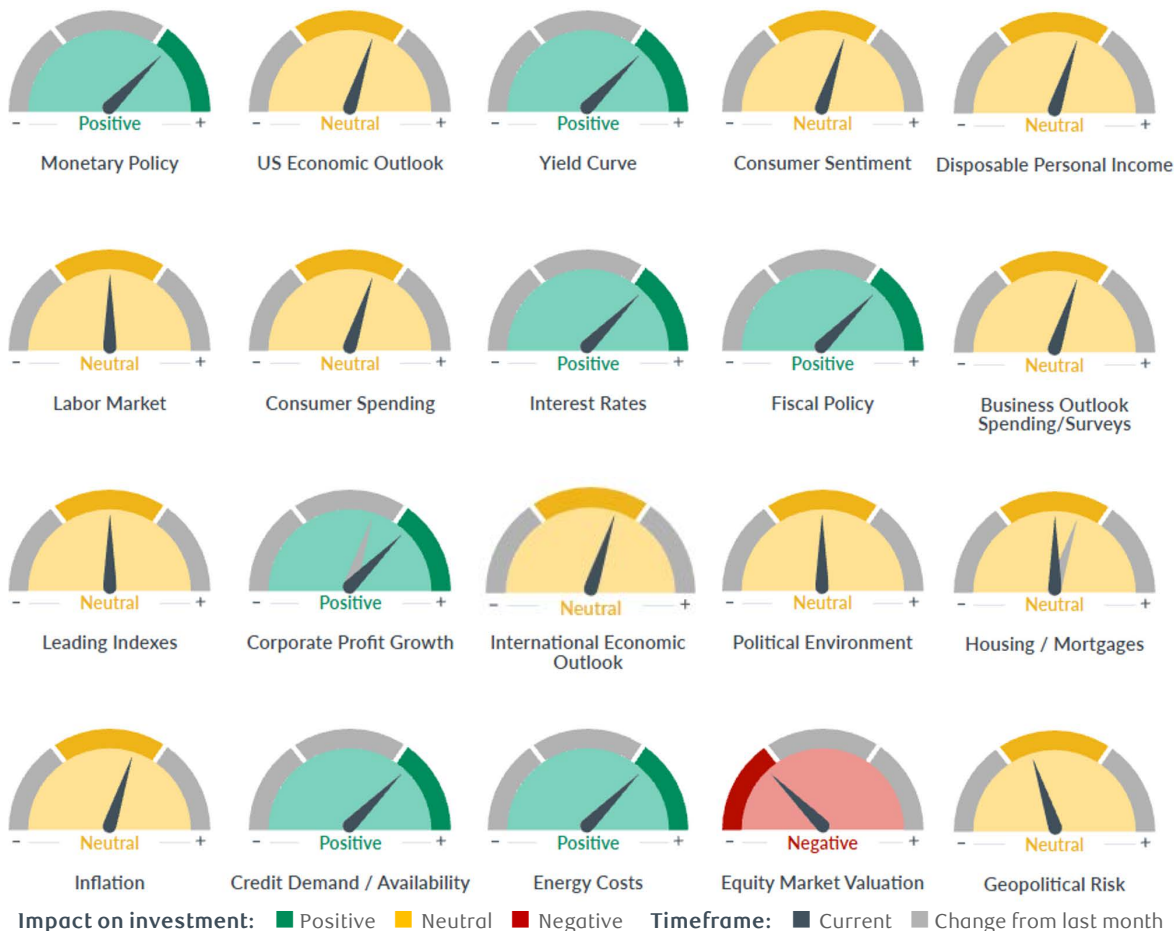 - Positive +
Monetary Policy
- Neutral +
US Economic Outlook
- Positive +
Yield Curve
- Neutral +
Consumer Sentiment
- Neutral +
Disposable Personal Income
- Neutral +
Labor Market
- Neutral +
Consumer Spending
- Positive +
Interest Rates
- Positive +
Fiscal Policy
- Neutral +
Business Outlook
Spending/Surveys
- Neutral +
Leading Indexes
- Positive +
Corporate Profit Growth
- Neutral +
International Economic
Outlook
- Neutral +
Political Environment
- Neutral +
Housing / Mortgages
- Neutral +
Inflation
- Positive +
Credit Demand / Availability
- Positive +
Energy Costs
- Negative +
Equity Market Valuation
- Neutral +
Geopolitical Risk
Impact on investment: Positive Neutral Negative Timeframe: Current Change from last month